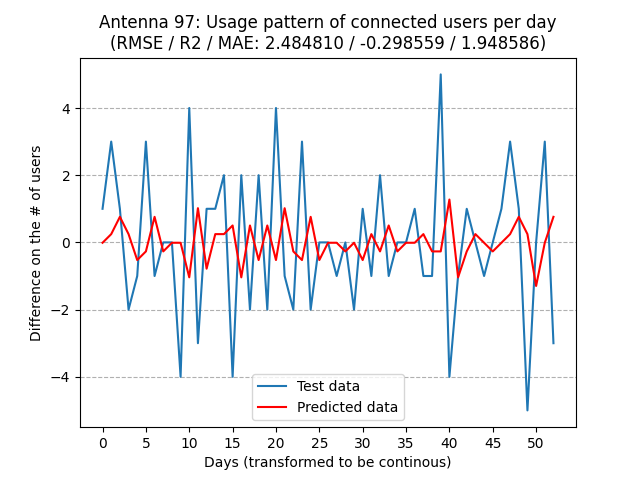 Antenna 97: Usage pattern of connected users per day
(RMSE / R2 / MAE: 2.484810 / -0.298559 / 1.948586)
Difference on the # of users
4
2
0
−2
−4
Test data
Predicted data
0 5 10 15 20 25 30 35 40 45 50
Days (transformed to be continous)